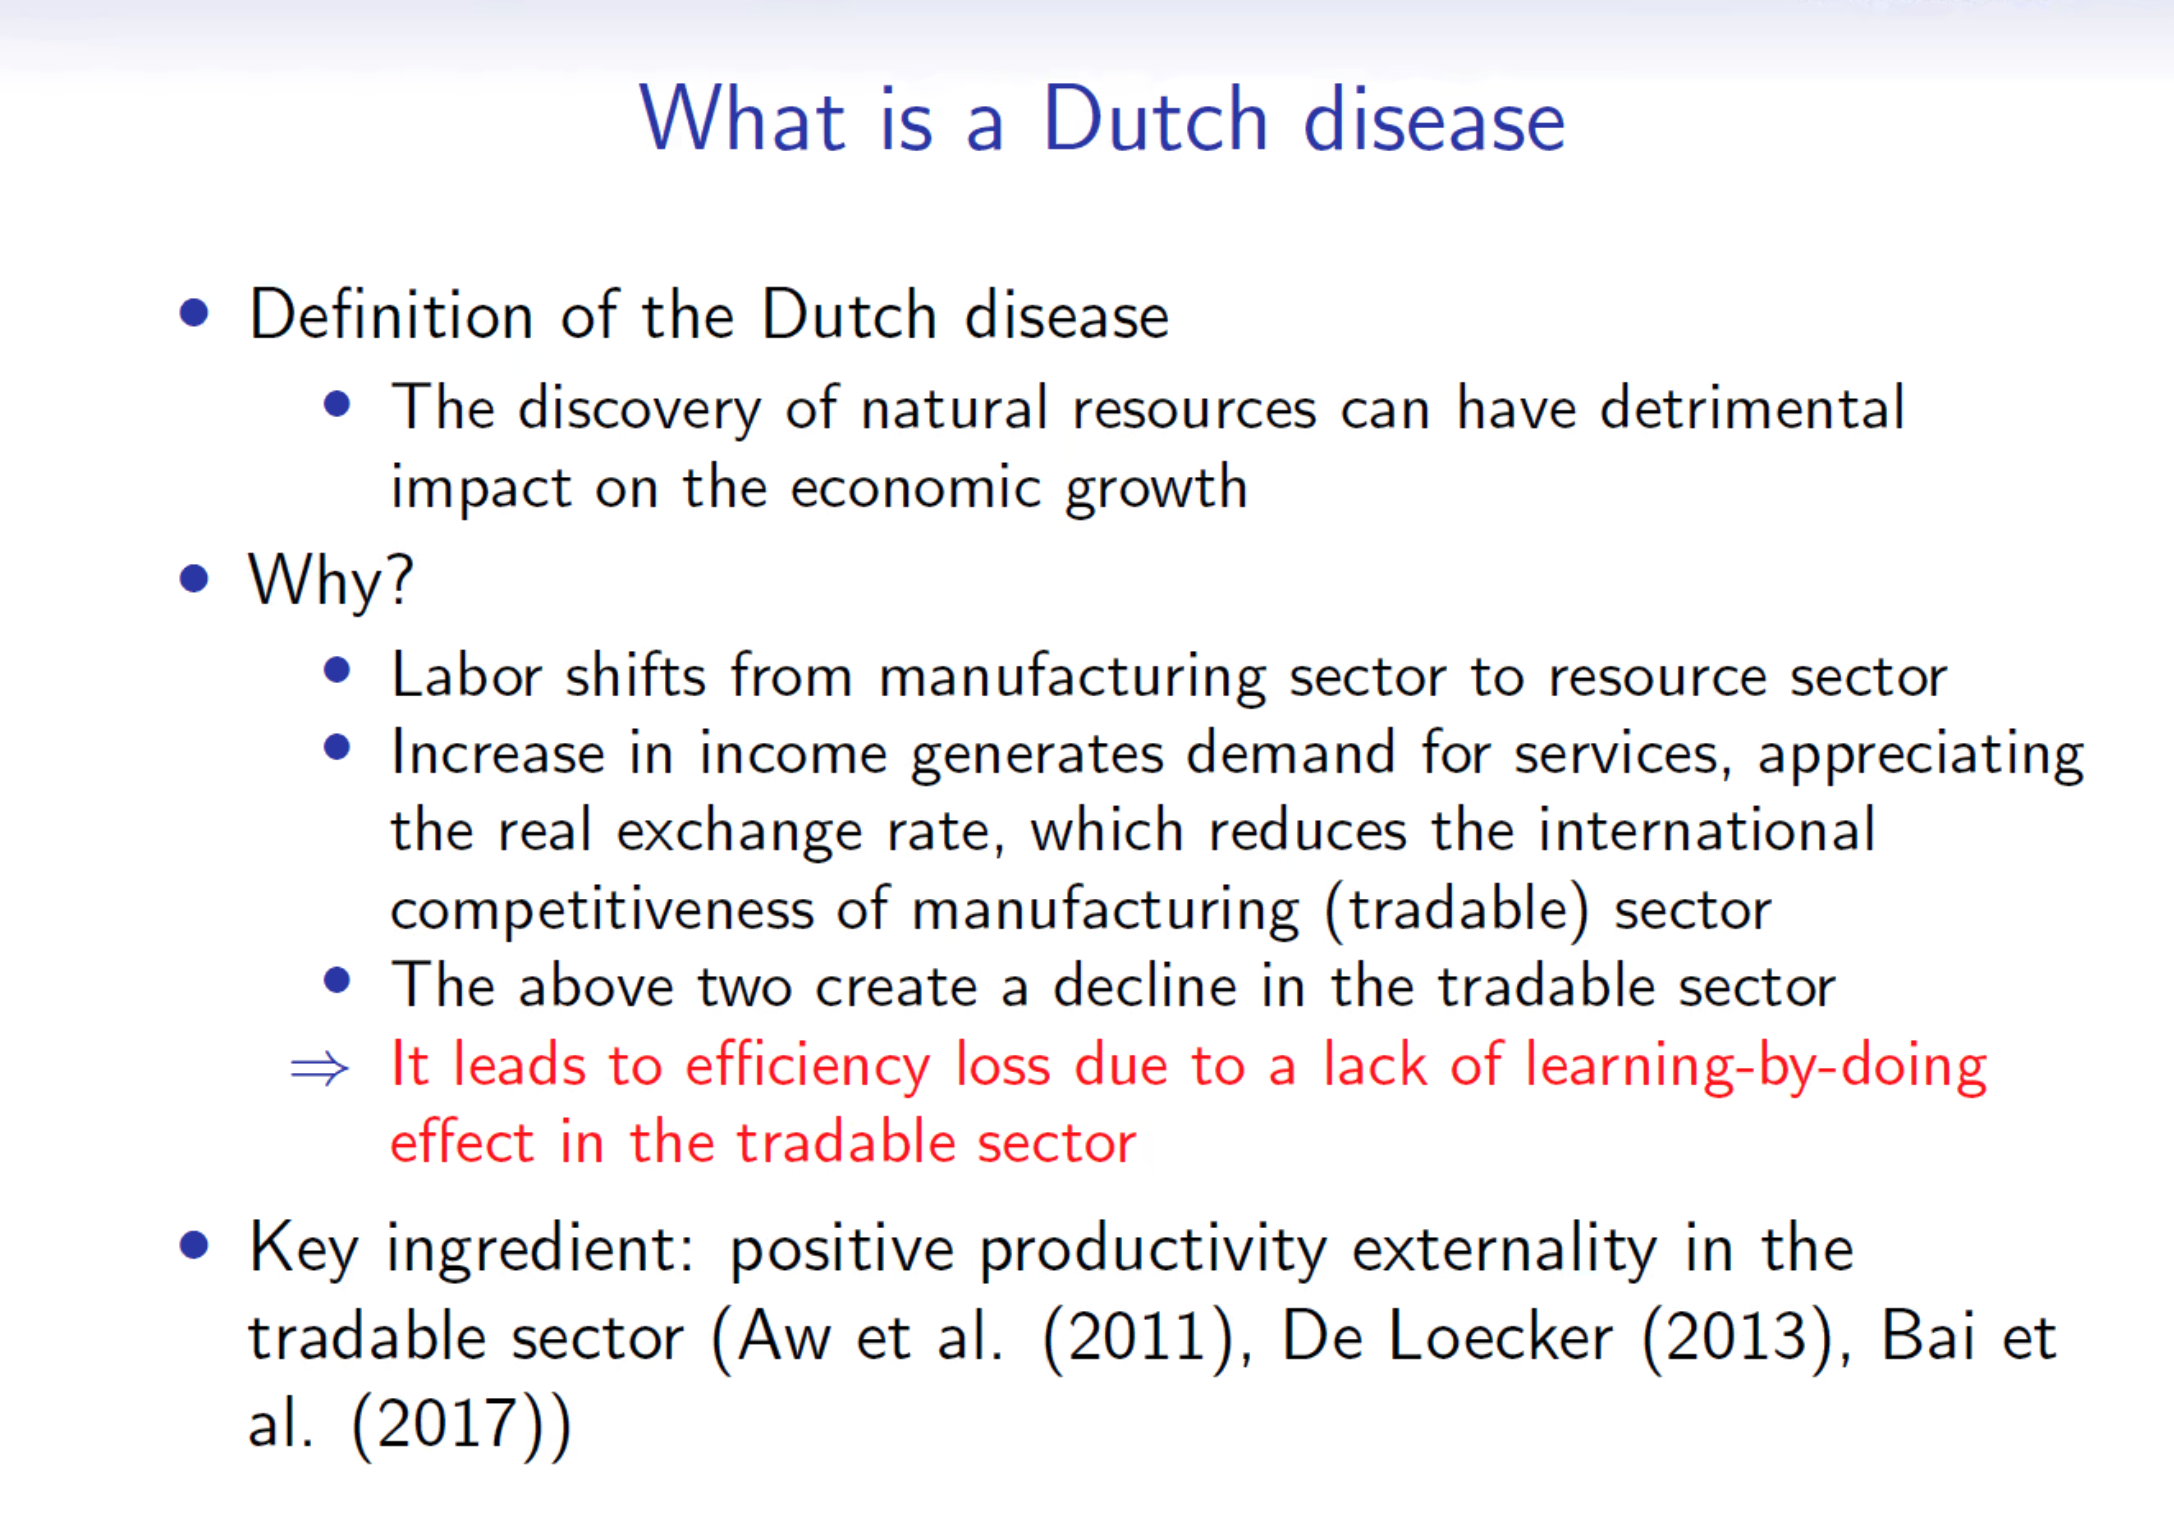 What is a Dutch disease
• Definition of the Dutch disease
• The discovery of natural resources can have detrimental
impact on the economic growth
• Why?
• Labor shifts from manufacturing sector to resource sector
• Increase in income generates demand for services, appreciating
the real exchange rate, which reduces the international
competitiveness of manufacturing (tradable) sector
• The above two create a decline in the tradable sector
⇒ It leads to efficiency loss due to a lack of learning-by-doing
effect in the tradable sector
• Key ingredient: positive productivity externality in the
tradable sector (Aw et al. (2011), De Loecker (2013), Bai et
al. (2017))